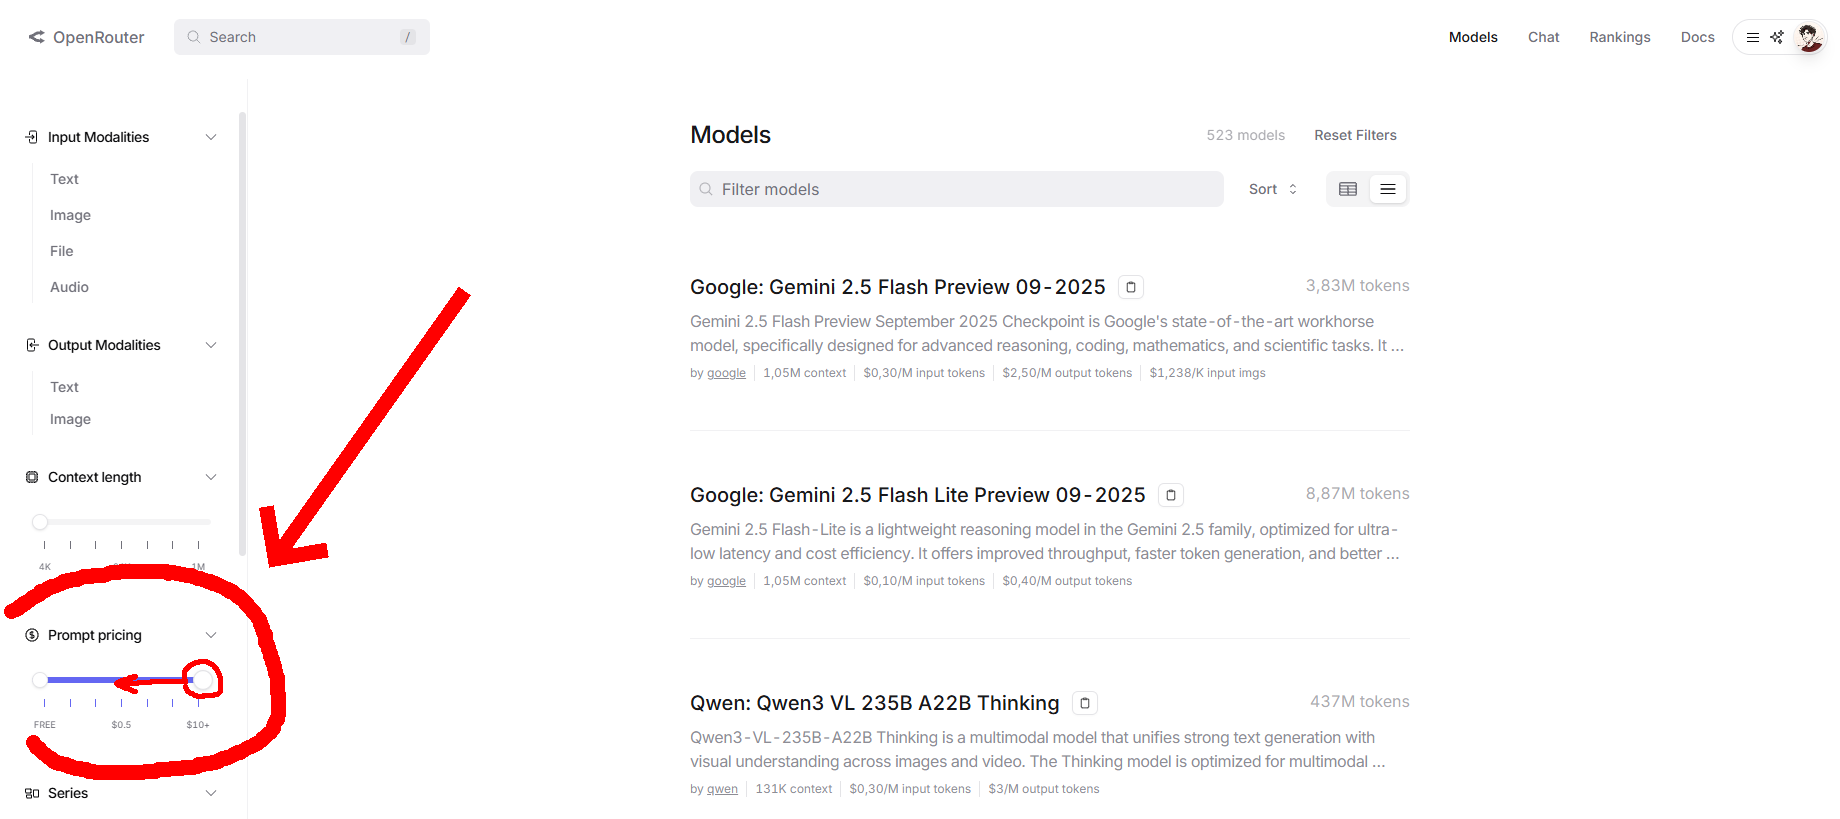 OpenRouter
Search
/
Models
Chat
Rankings
Docs
Input Modalities
Text
Image
File
Audio
Output Modalities
Text
Image
Context length
4K
1M
Prompt pricing
FREE
$0.5
$10+
Series
Models
523 models
Reset Filters
Filter models
Sort
Google: Gemini 2.5 Flash Preview 09-2025
3,83M tokens
Gemini 2.5 Flash Preview September 2025 Checkpoint is Google's state-of-the-art workhorse
model, specifically designed for advanced reasoning, coding, mathematics, and scientific tasks. It ...
by google
1,05M context
$0,30/M input tokens
$2,50/M output tokens
$1,238/K input imgs
Google: Gemini 2.5 Flash Lite Preview 09-2025
8,87M tokens
Gemini 2.5 Flash-Lite is a lightweight reasoning model in the Gemini 2.5 family, optimized for ultra-
low latency and cost efficiency. It offers improved throughput, faster token generation, and better ...
by google
1,05M context
$0,10/M input tokens
$0,40/M output tokens
Qwen: Qwen3 VL 235B A22B Thinking
437M tokens
Qwen3-VL-235B-A22B Thinking is a multimodal model that unifies strong text generation with
visual understanding across images and video. The Thinking model is optimized for multimodal ...
by qwen
131K context
$0,30/M input tokens
$3/M output tokens